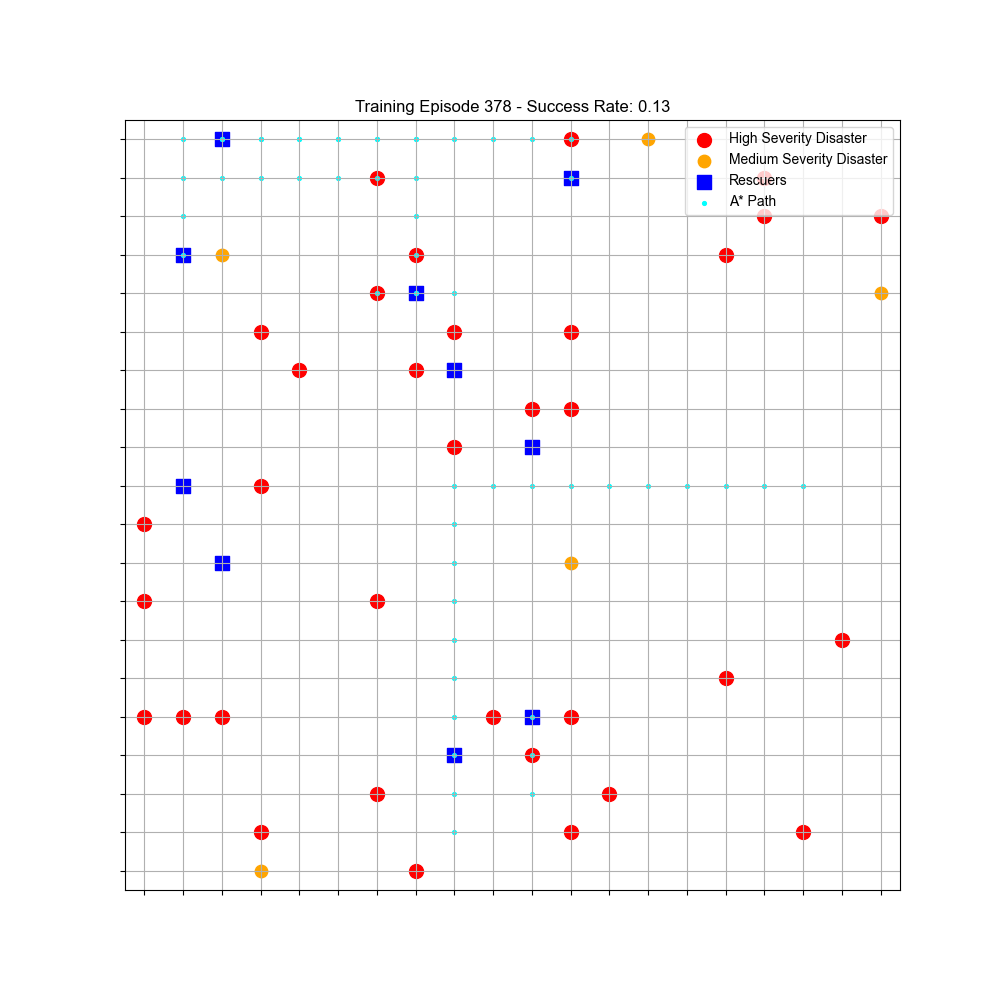 Training Episode 378 - Success Rate: 0.13
High Severity Disaster
Medium Severity Disaster
Rescuers
A* Path